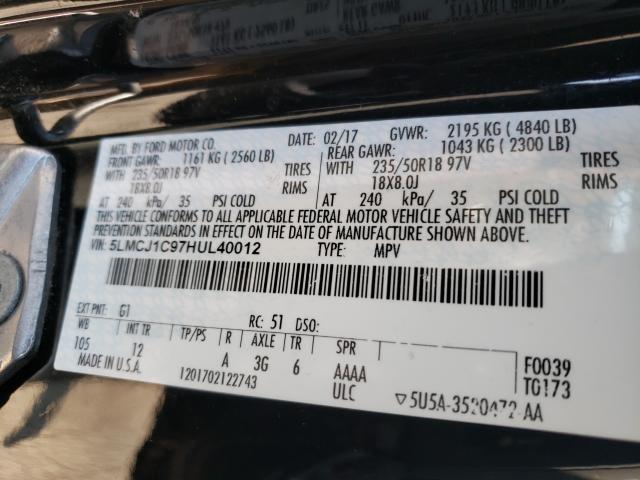 MFD. BY FORD MOTOR CO. DATE: 02/17 GVWR: 2195 KG ( 4840 LB)
FRONT GAWR: 1161 KG ( 2560 LB) REAR GAWR: 1043 KG ( 2300 LB)
WITH 235/50R18 97V TIRES WITH 235/50R18 97V TIRES
18X8.0J RIMS 18X8.0J RIMS
AT 240 kPa/ 35 PSI COLD AT 240 kPa/ 35 PSI COLD
THIS VEHICLE CONFORMS TO ALL APPLICABLE FEDERAL MOTOR VEHICLE SAFETY AND THEFT
PREVENTION STANDARDS IN EFFECT ON THE DATE OF MANUFACTURE SHOWN ABOVE.
VIN: 5LMCJ1C97HUL40012 TYPE: MPV
EXT PNT: G1 RC: 51 DSO:
WB INT TR TP/PS R AXLE TR SPR
105 12 A 3G 6 AAAA F0039
MADE IN U.S.A. 1201702122743 ULC TG173
5U5A-3520472-AA